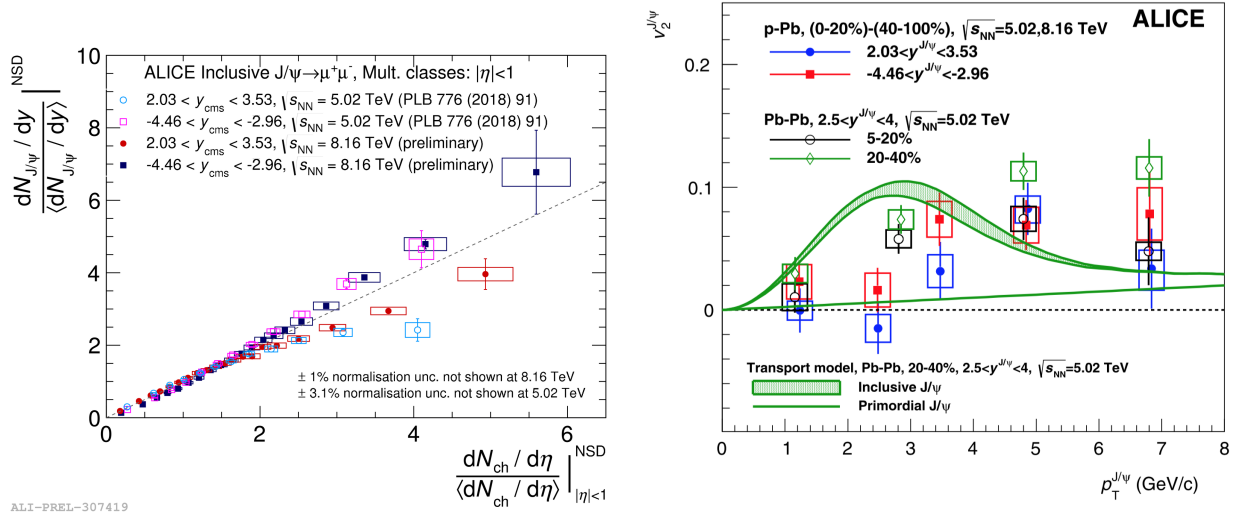 ALICE Inclusive J/ψ→μ⁺μ⁻, Mult. classes: |η|<1
2.03 < y_cms < 3.53, √s_NN = 5.02 TeV (PLB 776 (2018) 91)
-4.46 < y_cms < -2.96, √s_NN = 5.02 TeV (PLB 776 (2018) 91)
2.03 < y_cms < 3.53, √s_NN = 8.16 TeV (preliminary)
-4.46 < y_cms < -2.96, √s_NN = 8.16 TeV (preliminary)
dN_J/ψ / dy
⟨dN_J/ψ / dy⟩
NSD
10
8
6
4
2
0
± 1% normalisation unc. not shown at 8.16 TeV
± 3.1% normalisation unc. not shown at 5.02 TeV
0 2 4 6
dN_ch / dη
⟨dN_ch / dη⟩
NSD
|η|<1
ALI-PREL-307419
v_2^J/ψ
ALICE
p-Pb, (0-20%)-(40-100%), √s_NN=5.02,8.16 TeV
2.03<y^J/ψ<3.53
-4.46<y^J/ψ<-2.96
Pb-Pb, 2.5<y^J/ψ<4, √s_NN=5.02 TeV
5-20%
20-40%
0.2
0.1
0
Transport model, Pb-Pb, 20-40%, 2.5<y^J/ψ<4, √s_NN=5.02 TeV
Inclusive J/ψ
Primordial J/ψ
0 1 2 3 4 5 6 7 8
p_T^J/ψ (GeV/c)